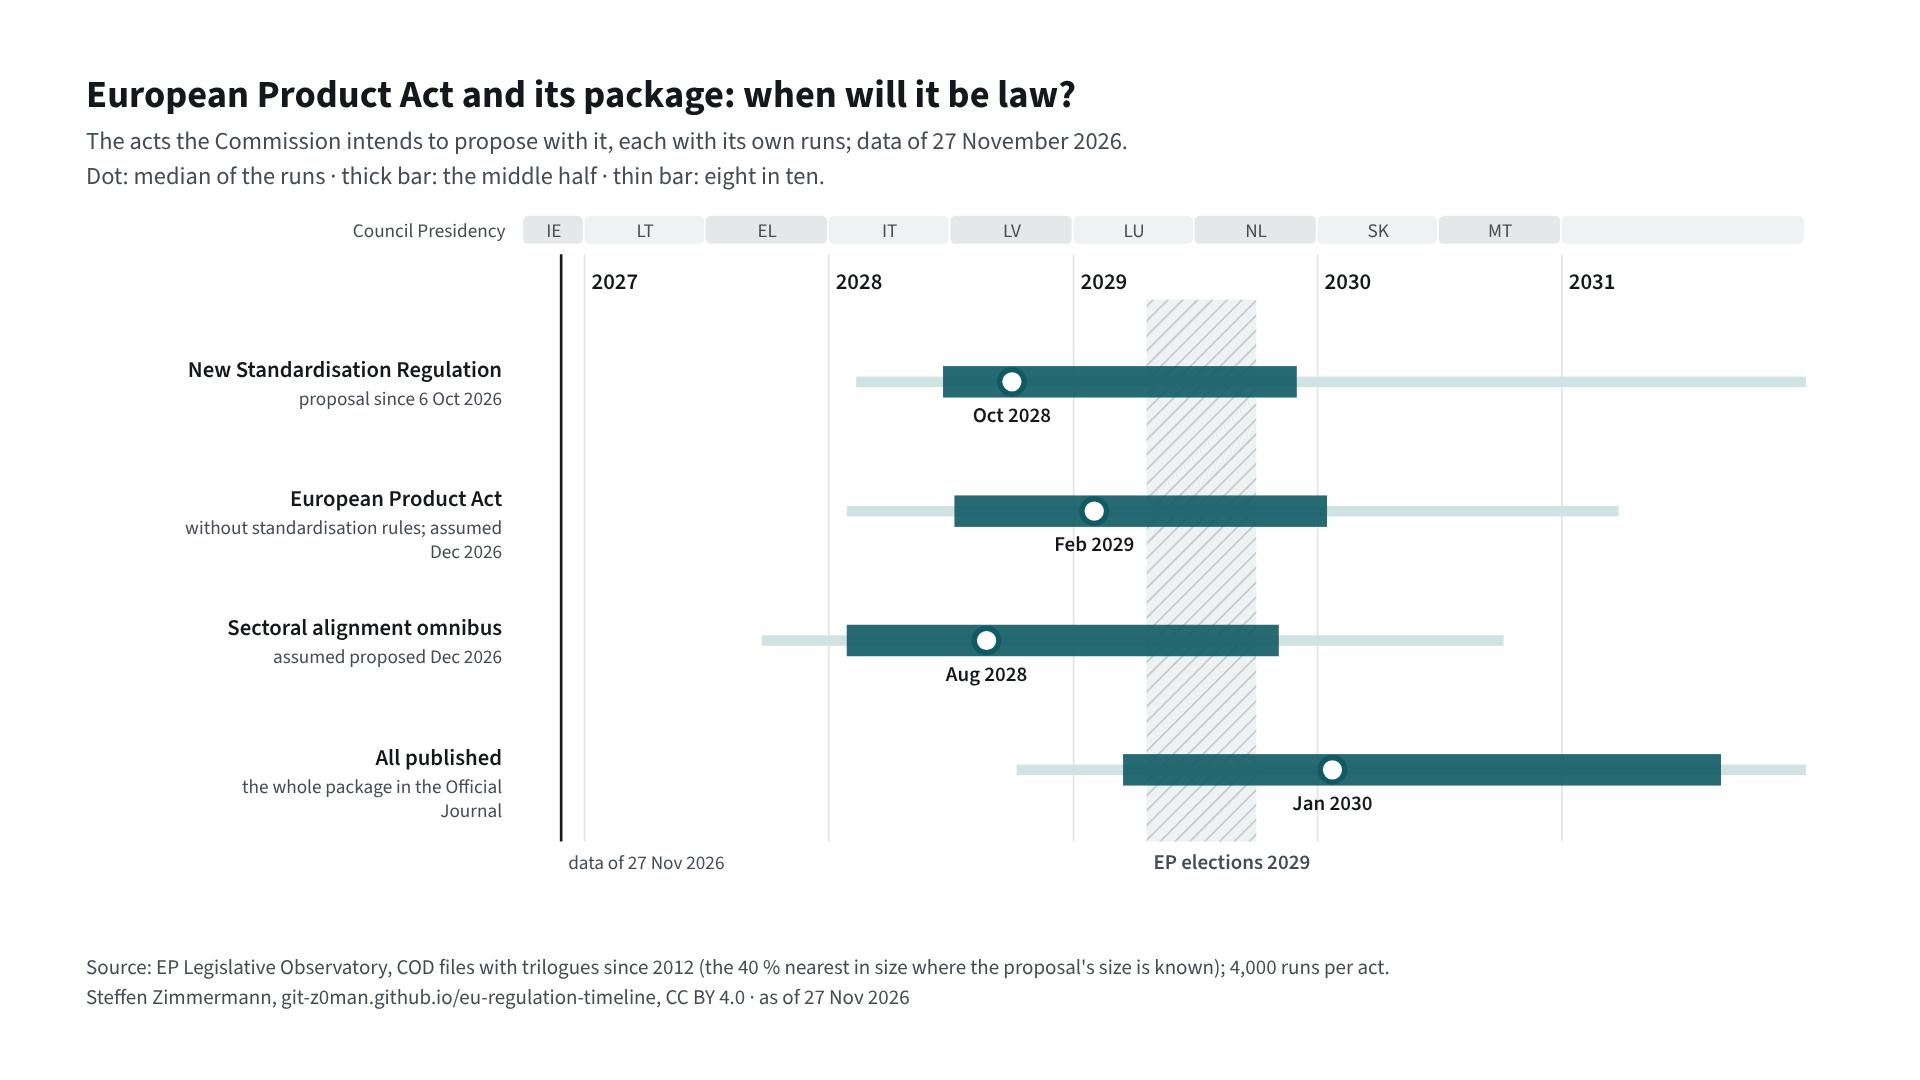 European Product Act and its package: when will it be law?
The acts the Commission intends to propose with it, each with its own runs; data of 27 November 2026.
Dot: median of the runs · thick bar: the middle half · thin bar: eight in ten.
Council Presidency IE LT EL IT LV LU NL SK MT
2027 2028 2029 2030 2031
New Standardisation Regulation
proposal since 6 Oct 2026
Oct 2028
European Product Act
without standardisation rules; assumed
Dec 2026
Feb 2029
Sectoral alignment omnibus
assumed proposed Dec 2026
Aug 2028
All published
the whole package in the Official
Journal
Jan 2030
data of 27 Nov 2026 EP elections 2029
Source: EP Legislative Observatory, COD files with trilogues since 2012 (the 40 % nearest in size where the proposal's size is known); 4,000 runs per act.
Steffen Zimmermann, git-z0man.github.io/eu-regulation-timeline, CC BY 4.0 · as of 27 Nov 2026